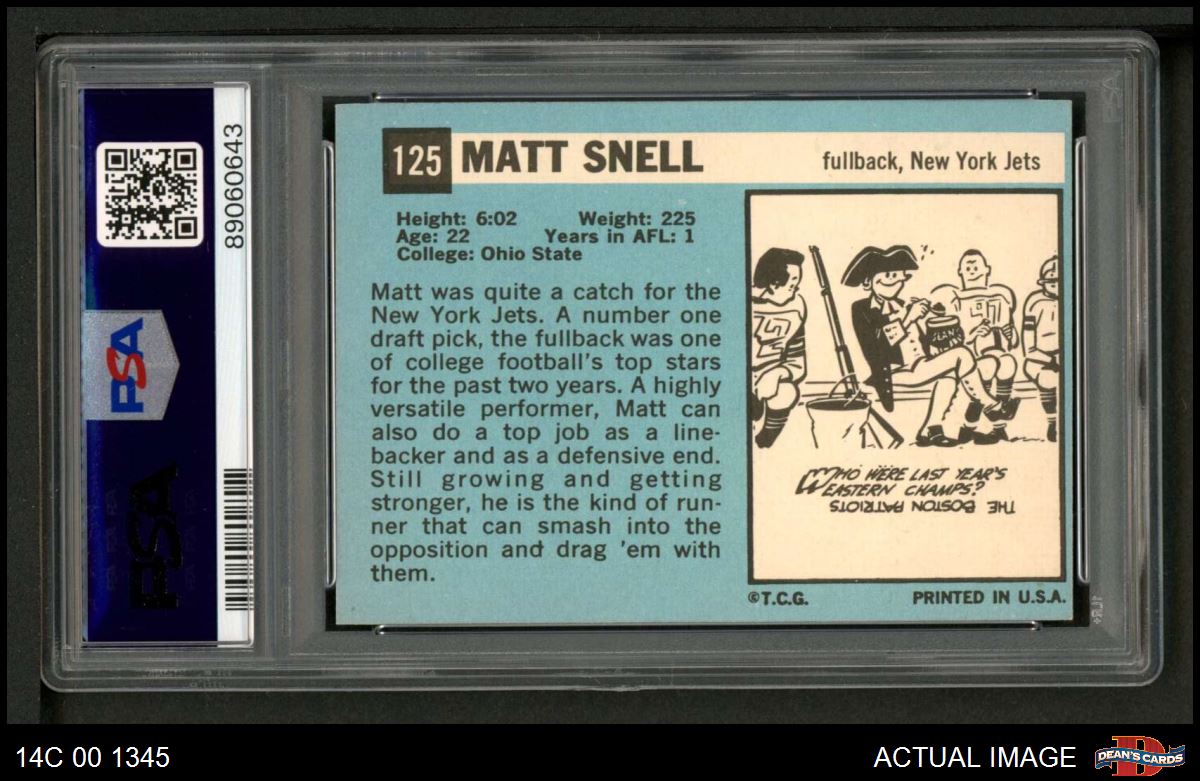 89060643
PSA
PSA
125 MATT SNELL fullback, New York Jets
Height: 6:02 Weight: 225
Age: 22 Years in AFL: 1
College: Ohio State
Matt was quite a catch for the
New York Jets. A number one
draft pick, the fullback was one
of college football's top stars
for the past two years. A highly
versatile performer, Matt can
also do a top job as a line-
backer and as a defensive end.
Still growing and getting
stronger, he is the kind of run-
ner that can smash into the
opposition and drag 'em with
them.
WHO WERE LAST YEAR'S
EASTERN CHAMPS?
THE BOSTON PATRIOTS
©T.C.G. PRINTED IN U.S.A.
14C 00 1345 ACTUAL IMAGE DEAN'S CARDS